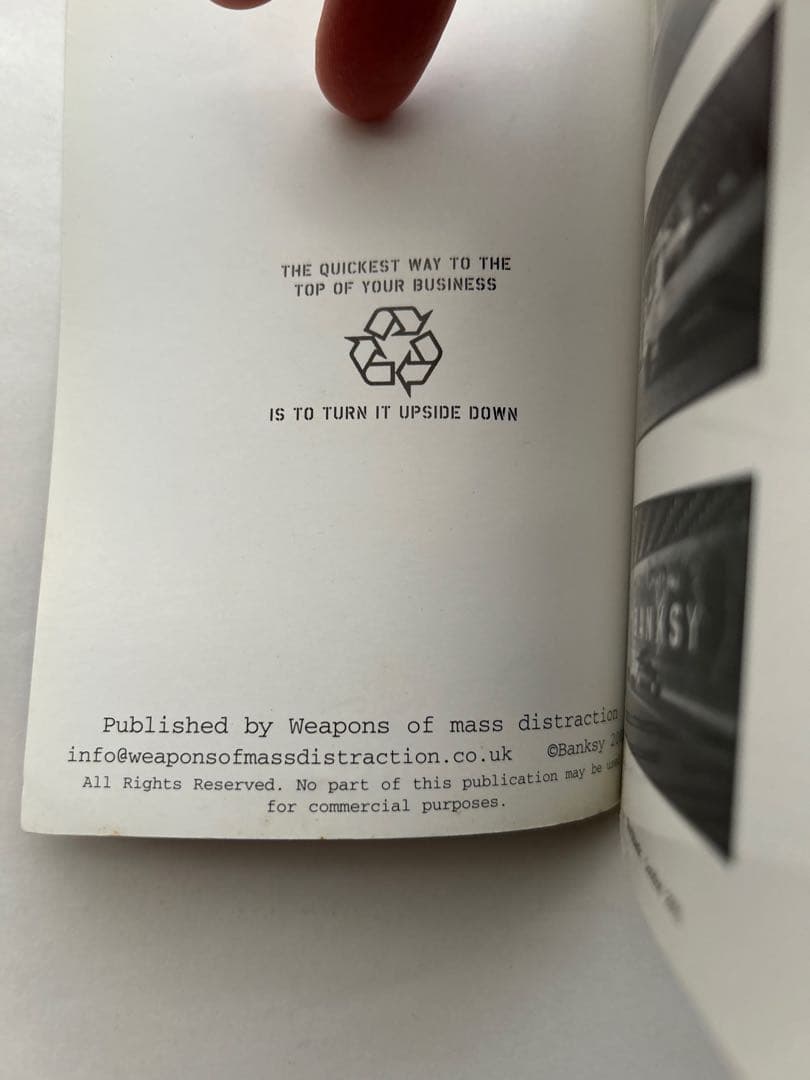 THE QUICKEST WAY TO THE
TOP OF YOUR BUSINESS
IS TO TURN IT UPSIDE DOWN
Published by Weapons of mass distraction
info@weaponsofmassdistraction.co.uk ©Banksy
All Rights Reserved. No part of this publication may be
for commercial purposes.
BANKSY